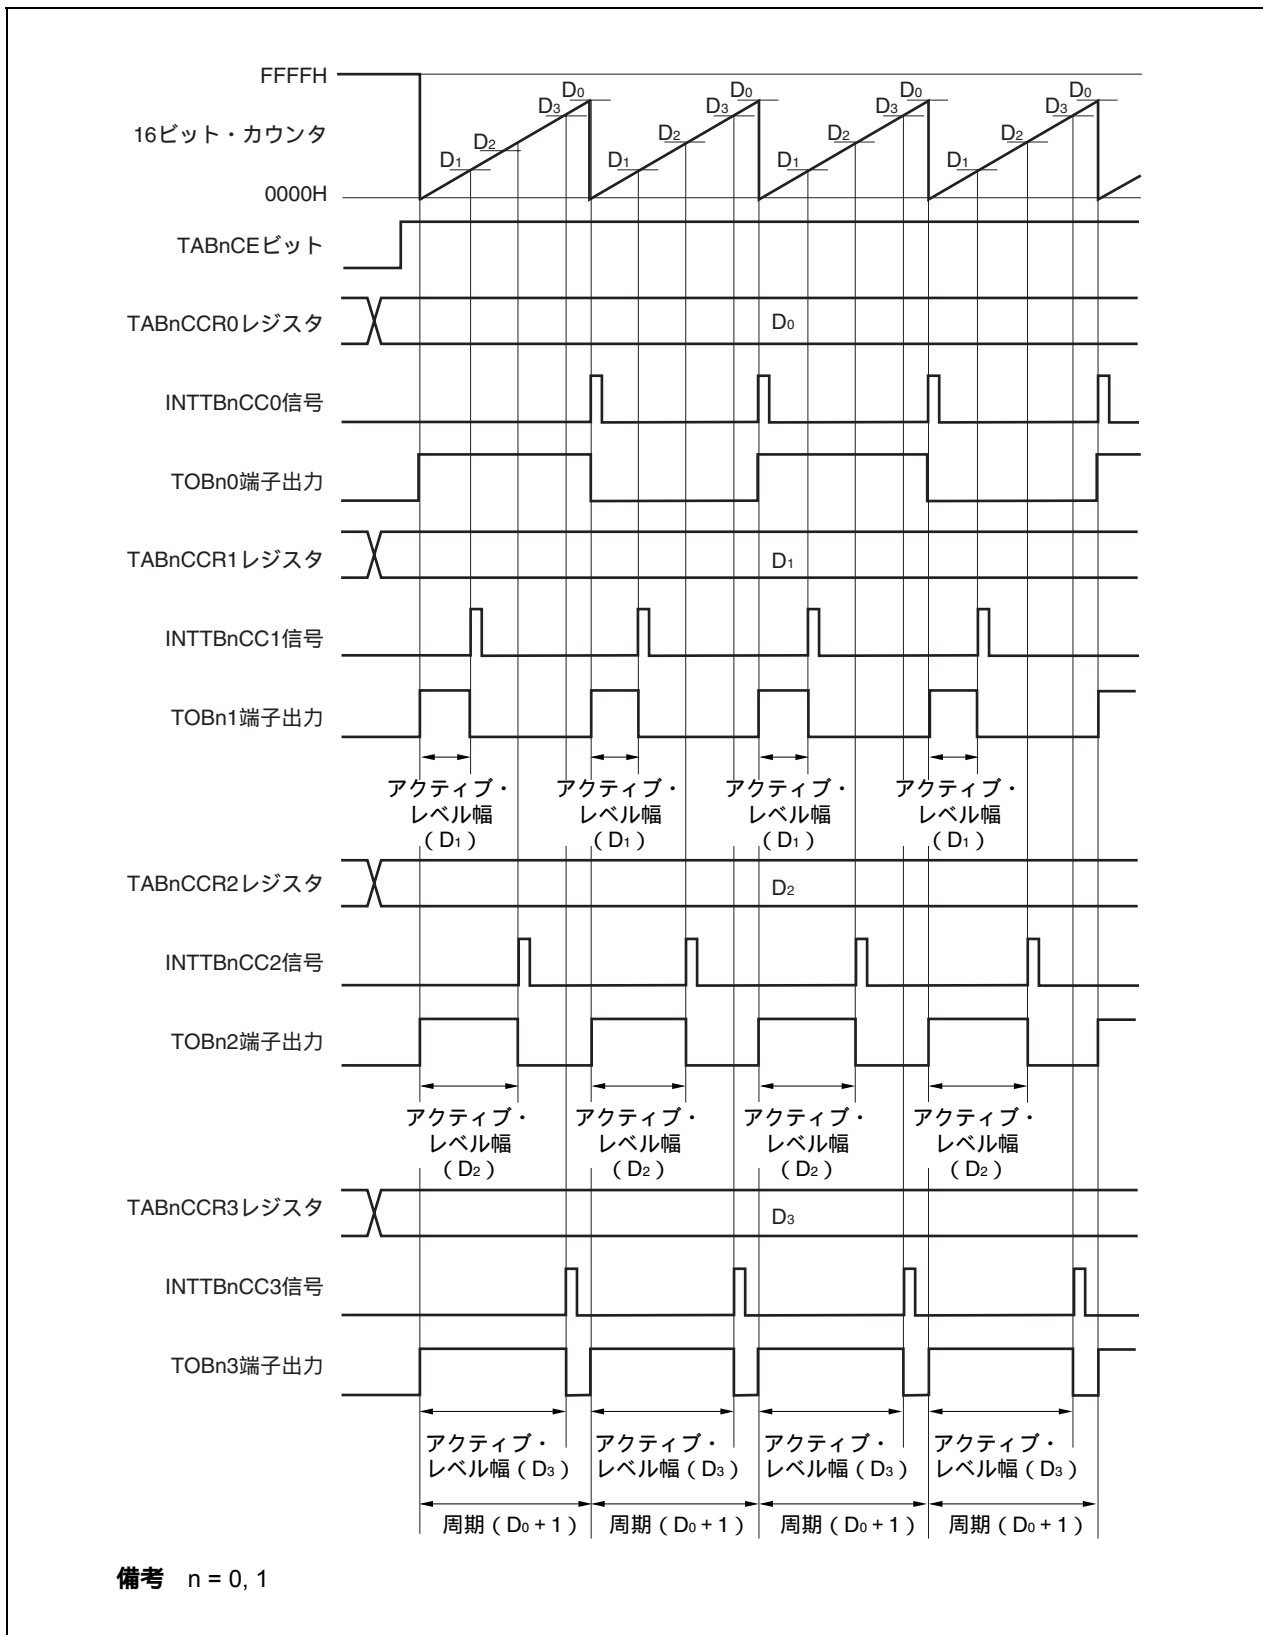 FFFFH
D0 D0 D0 D0
D3 D3 D3 D3
16ビット・カウンタ
D2 D2 D2 D2
D1 D1 D1 D1
0000H
TABnCEビット
TABnCCR0レジスタ D0
INTTBnCC0信号
TOBn0端子出力
TABnCCR1レジスタ D1
INTTBnCC1信号
TOBn1端子出力
アクティブ・ アクティブ・ アクティブ・ アクティブ・
レベル幅 レベル幅 レベル幅 レベル幅
(D1) (D1) (D1) (D1)
TABnCCR2レジスタ D2
INTTBnCC2信号
TOBn2端子出力
アクティブ・ アクティブ・ アクティブ・ アクティブ・
レベル幅 レベル幅 レベル幅 レベル幅
(D2) (D2) (D2) (D2)
TABnCCR3レジスタ D3
INTTBnCC3信号
TOBn3端子出力
アクティブ・ アクティブ・ アクティブ・ アクティブ・
レベル幅(D3) レベル幅(D3) レベル幅(D3) レベル幅(D3)
周期(D0+1) 周期(D0+1) 周期(D0+1) 周期(D0+1)
備考 n = 0, 1